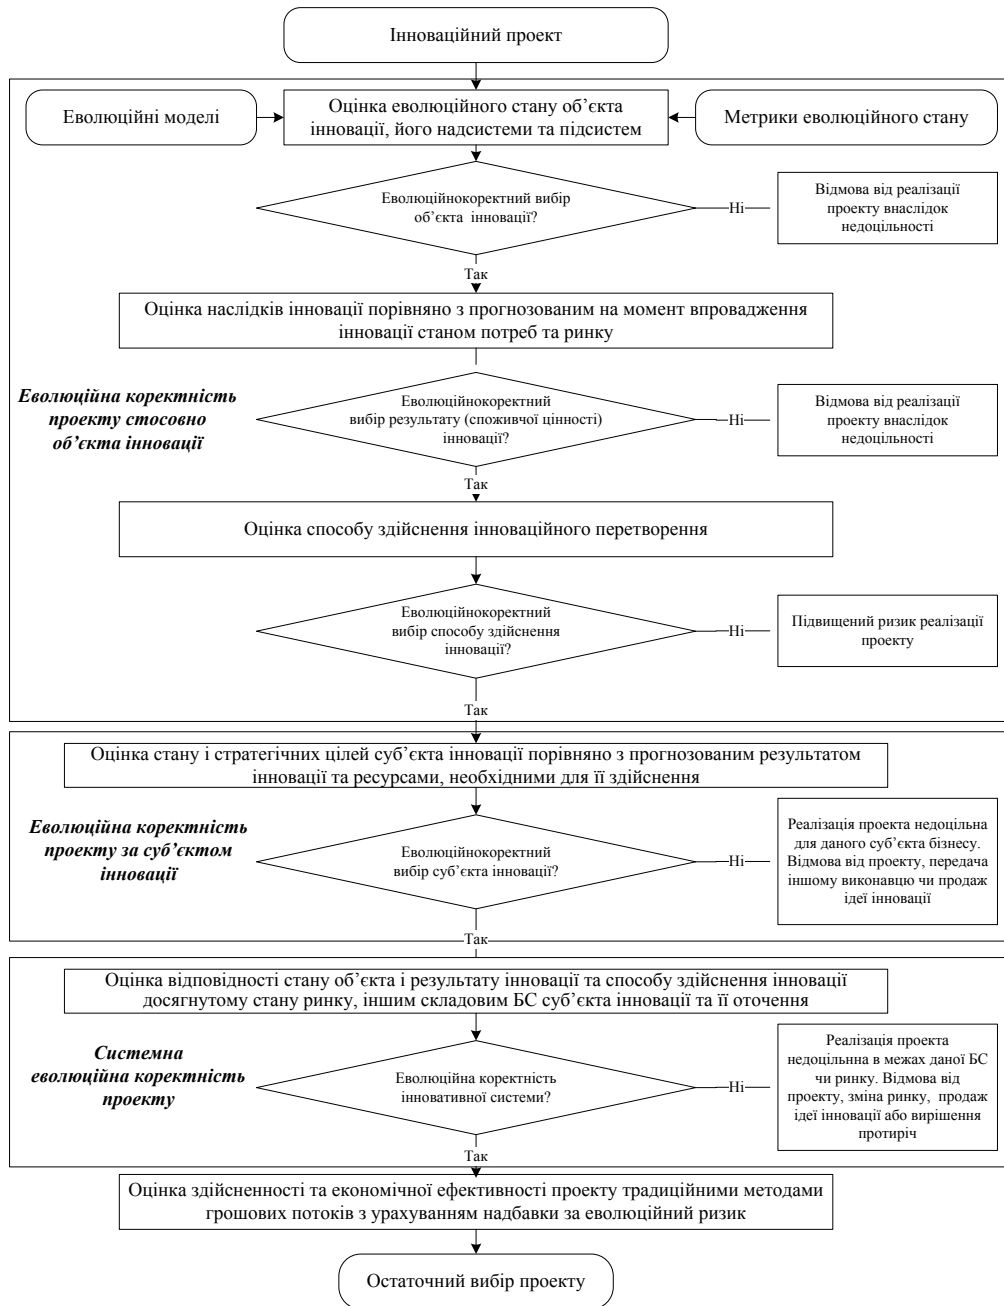 Інноваційний проект
Еволюційні моделі
Оцінка еволюційного стану об’єкта
інновації, його надсистеми та підсистем
Метрики еволюційного стану
Еволюційнокоректний вибір
об’єкта інновації?
Ні
Відмова від реалізації
проекту внаслідок
недоцільності
Так
Оцінка наслідків інновації порівняно з прогнозованим на момент впровадження
інновації станом потреб та ринку
Еволюційна коректність
проекту стосовно
об’єкта інновації
Еволюційнокоректний
вибір результату (споживчої цінності)
інновації?
Ні
Відмова від реалізації
проекту внаслідок
недоцільності
Так
Оцінка способу здійснення інноваційного перетворення
Еволюційнокоректний
вибір способу здійснення
інновації?
Ні
Підвищений ризик реалізації
проекту
Так
Оцінка стану і стратегічних цілей суб’єкта інновації порівняно з прогнозованим результатом
інновації та ресурсами, необхідними для її здійснення
Еволюційна коректність
проекту за суб’єктом
інновації
Еволюційнокоректний
вибір суб’єкта інновації?
Ні
Реалізація проекта недоцільна
для даного суб’єкта бізнесу.
Відмова від проекту, передача
іншому виконавцю чи продаж
ідеї інновації
Так
Оцінка відповідності стану об’єкта і результату інновації та способу здійснення інновації
досягнутому стану ринку, іншим складовим БС суб’єкта інновації та її оточення
Системна
еволюційна коректність
проекту
Еволюційна коректність
інновативної системи?
Ні
Реалізація проекта
недоцільнна в межах даної БС
чи ринку. Відмова від
проекту, зміна ринку, продаж
ідеї інновації або вирішення
протиріч
Так
Оцінка здійсненності та економічної ефективності проекту традиційними методами
грошових потоків з урахуванням надбавки за еволюційний ризик
Остаточний вибір проекту